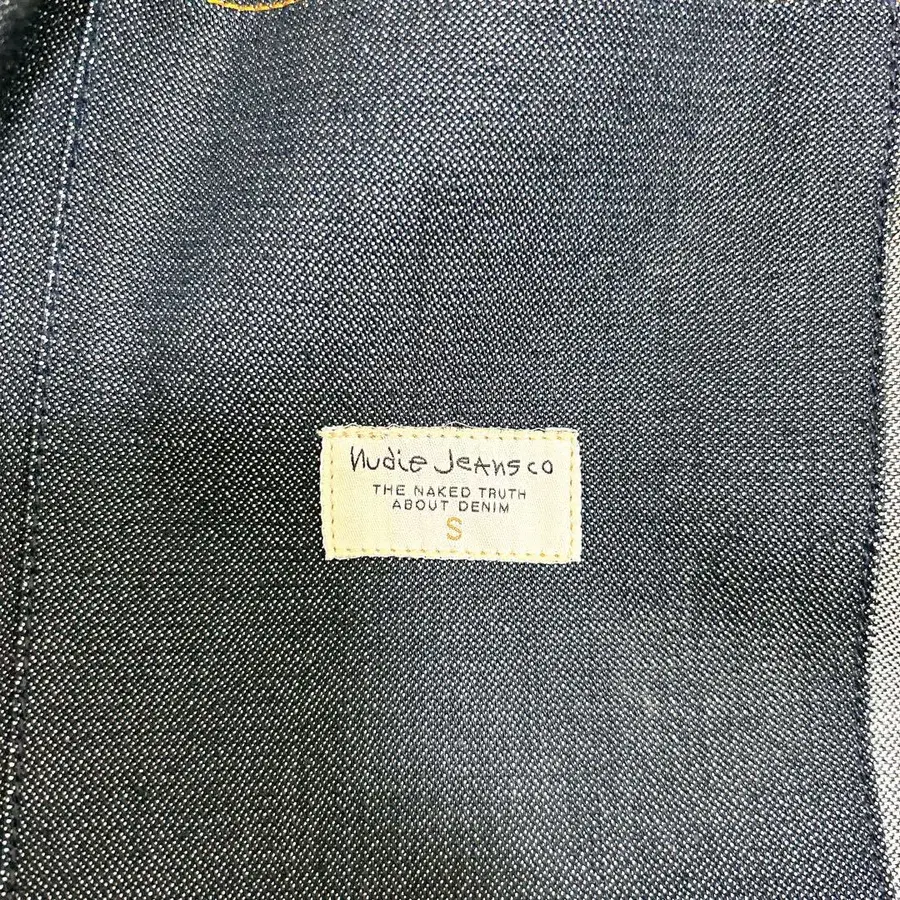 Nudie Jeans co
THE NAKED TRUTH
ABOUT DENIM
S